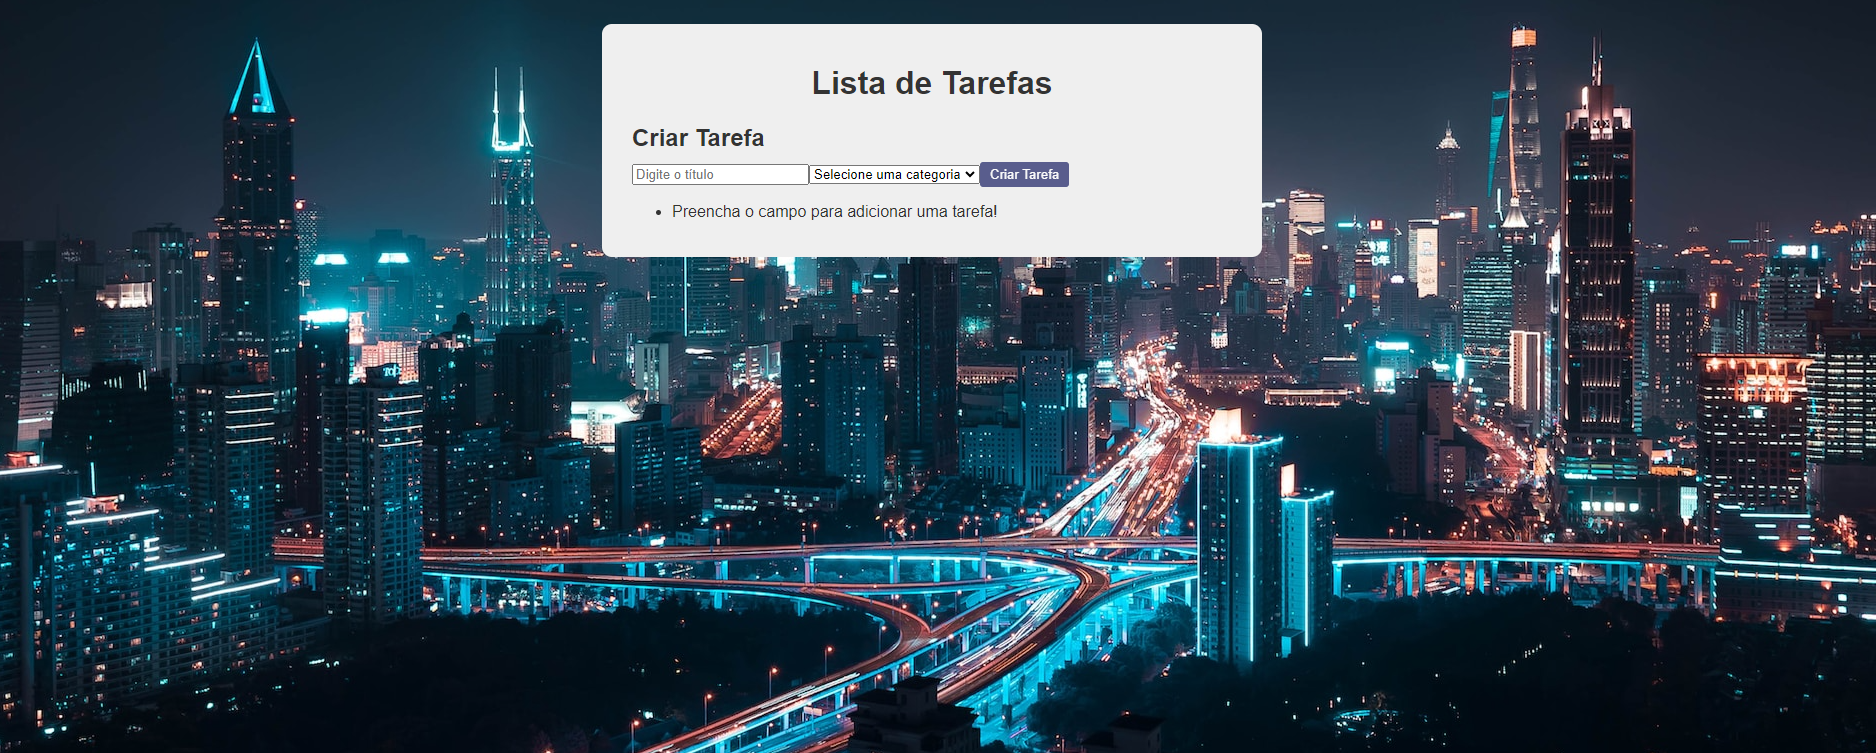 Lista de Tarefas
Criar Tarefa
Digite o título Selecione uma categoria Criar Tarefa
Preencha o campo para adicionar uma tarefa!